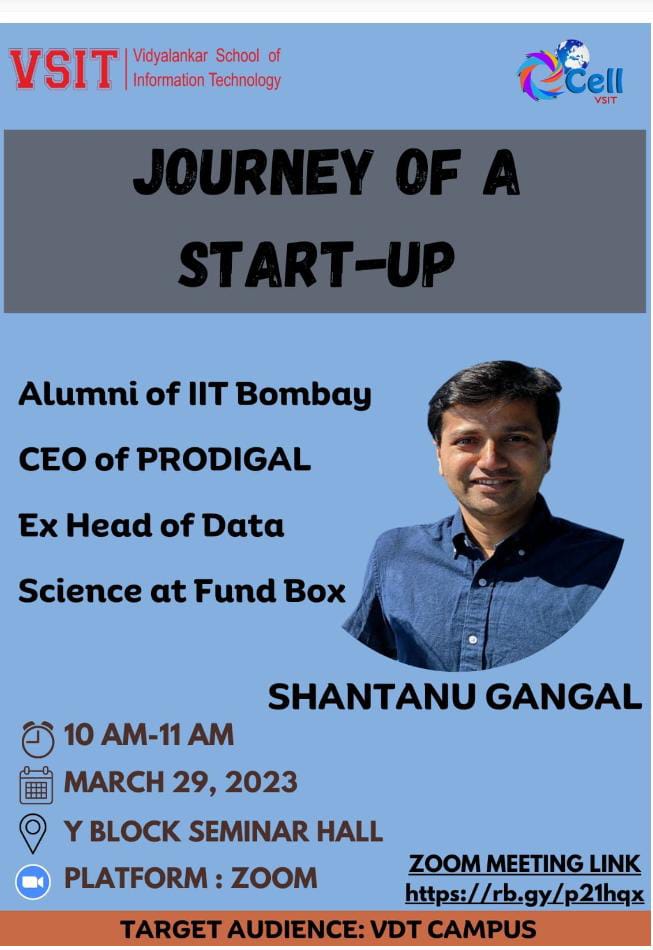 VSIT
Vidyalankar School of
Information Technology
Cell
VSIT
JOURNEY OF A
START-UP
Alumni of IIT Bombay
CEO of PRODIGAL
Ex Head of Data
Science at Fund Box
SHANTANU GANGAL
10 AM-11 AM
MARCH 29, 2023
Y BLOCK SEMINAR HALL
PLATFORM : ZOOM
ZOOM MEETING LINK
https://rb.gy/p21hqx
TARGET AUDIENCE: VDT CAMPUS